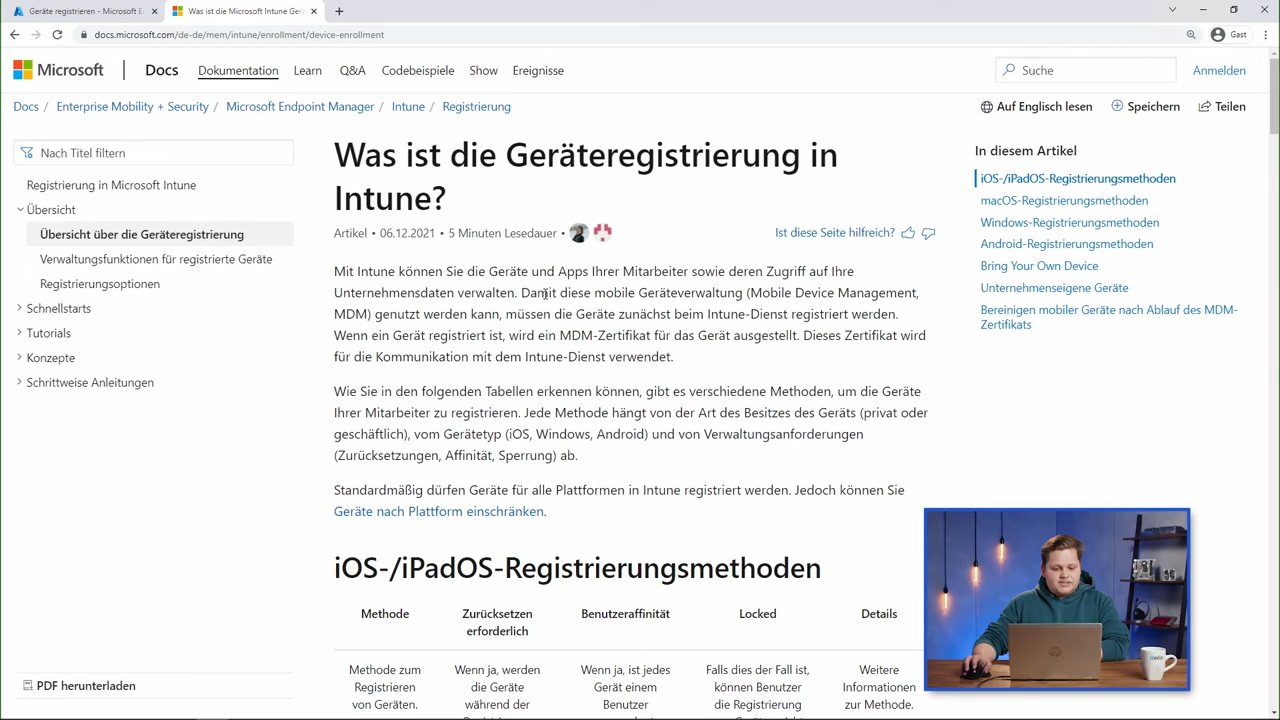 Geräte registrieren - Microsoft E
Was ist die Microsoft Intune Ger
docs.microsoft.com/de-de/mem/intune/enrollment/device-enrollment
Gast
Microsoft
Docs
Dokumentation
Learn
Q&A
Codebeispiele
Show
Ereignisse
Suche
Anmelden
Docs / Enterprise Mobility + Security / Microsoft Endpoint Manager / Intune / Registrierung
Auf Englisch lesen
Speichern
Teilen
Nach Titel filtern
Registrierung in Microsoft Intune
Übersicht
Übersicht über die Geräteregistrierung
Verwaltungsfunktionen für registrierte Geräte
Registrierungsoptionen
Schnellstarts
Tutorials
Konzepte
Schrittweise Anleitungen
PDF herunterladen
Was ist die Geräteregistrierung in
Intune?
Artikel • 06.12.2021 • 5 Minuten Lesedauer •
Ist diese Seite hilfreich?
Mit Intune können Sie die Geräte und Apps Ihrer Mitarbeiter sowie deren Zugriff auf Ihre
Unternehmensdaten verwalten. Damit diese mobile Geräteverwaltung (Mobile Device Management,
MDM) genutzt werden kann, müssen die Geräte zunächst beim Intune-Dienst registriert werden.
Wenn ein Gerät registriert ist, wird ein MDM-Zertifikat für das Gerät ausgestellt. Dieses Zertifikat wird
für die Kommunikation mit dem Intune-Dienst verwendet.
Wie Sie in den folgenden Tabellen erkennen können, gibt es verschiedene Methoden, um die Geräte
Ihrer Mitarbeiter zu registrieren. Jede Methode hängt von der Art des Besitzes des Geräts (privat oder
geschäftlich), vom Gerätetyp (iOS, Windows, Android) und von Verwaltungsanforderungen
(Zurücksetzungen, Affinität, Sperrung) ab.
Standardmäßig dürfen Geräte für alle Plattformen in Intune registriert werden. Jedoch können Sie
Geräte nach Plattform einschränken.
iOS-/iPadOS-Registrierungsmethoden
Methode
Zurücksetzen
erforderlich
Benutzeraffinität
Locked
Details
Methode zum
Registrieren
von Geräten.
Wenn ja, werden
die Geräte
während der
Wenn ja, ist jedes
Gerät einem
Benutzer
Falls dies der Fall ist,
können Benutzer
die Registrierung
Weitere
Informationen
zur Methode.
In diesem Artikel
iOS-/iPadOS-Registrierungsmethoden
macOS-Registrierungsmethoden
Windows-Registrierungsmethoden
Android-Registrierungsmethoden
Bring Your Own Device
Unternehmenseigene Geräte
Bereinigen mobiler Geräte nach Ablauf des MDM-
Zertifikats